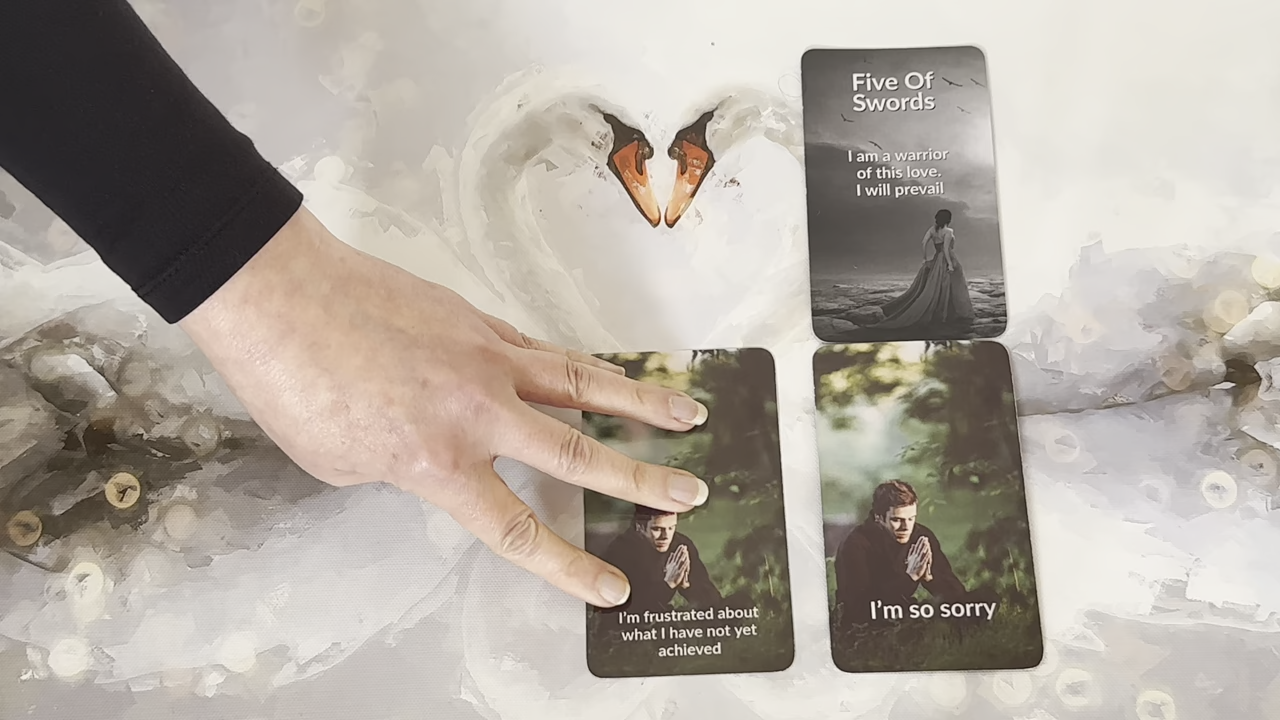 Five Of
Swords
I am a warrior
of this love.
I will prevail
I'm frustrated about
what I have not yet
achieved
I'm so sorry